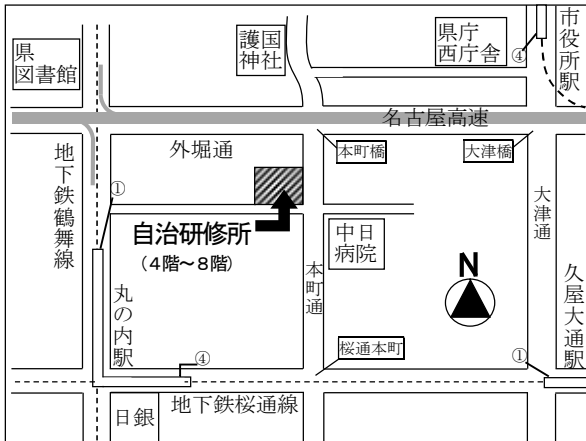 県
図書館
護国
神社
県庁
西庁舎
④
市役所駅
名古屋高速
外堀通
本町橋
大津橋
地下鉄鶴舞線
①
自治研修所
（4階～8階）
中日
病院
大津通
本町通
N
丸の内駅
久屋大通駅
桜通本町
④
①
日銀
地下鉄桜通線